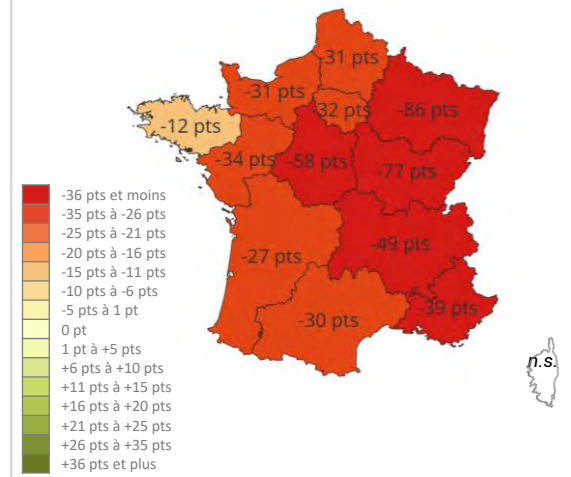 -31 pts
-31 pts
-32 pts
-86 pts
-12 pts
-34 pts
-58 pts
-77 pts
-27 pts
-49 pts
-30 pts
-39 pts
n.s.
-36 pts et moins
-35 pts à -26 pts
-25 pts à -21 pts
-20 pts à -16 pts
-15 pts à -11 pts
-10 pts à -6 pts
-5 pts à 1 pt
0 pt
1 pt à +5 pts
+6 pts à +10 pts
+11 pts à +15 pts
+16 pts à +20 pts
+21 pts à +25 pts
+26 pts à +35 pts
+36 pts et plus